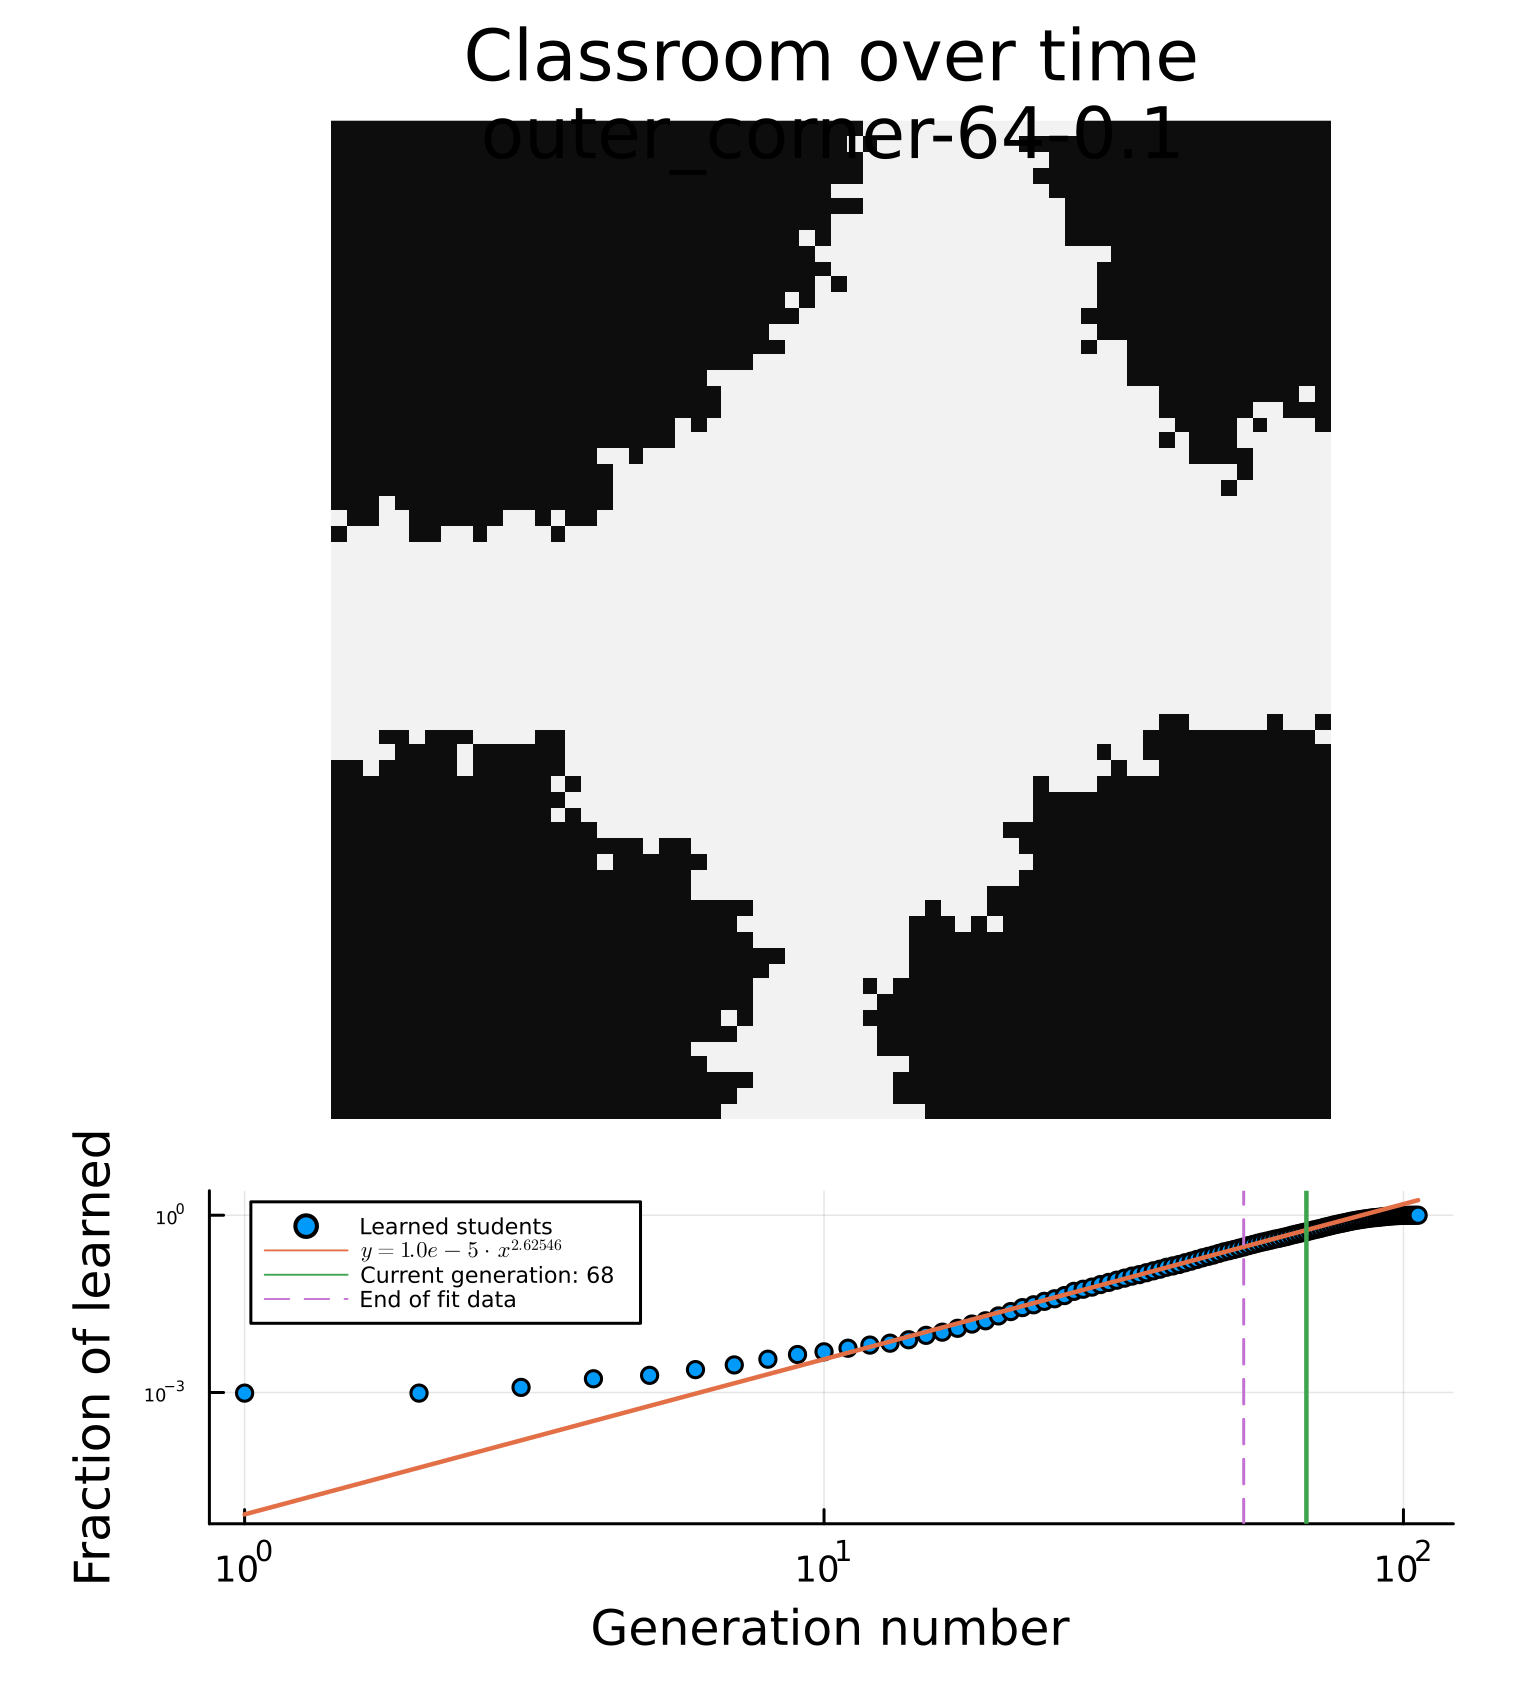 Classroom over time
outer_corner-64-0.1
Fraction of learned
10^0
10^-3
Learned students
y = 1.0e − 5 · x^2.62546
Current generation: 68
End of fit data
10^0 10^1 10^2
Generation number